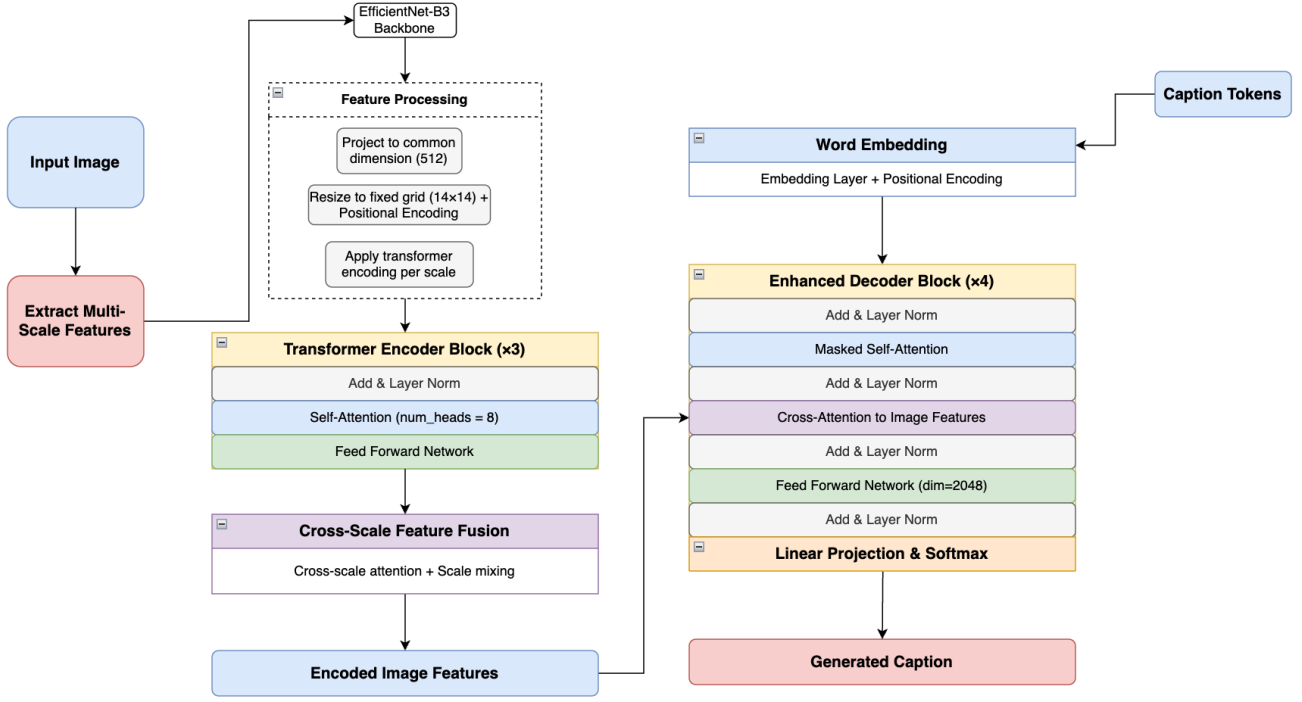 EfficientNet-B3
Backbone
Feature Processing
Project to common
dimension (512)
Resize to fixed grid (14×14) +
Positional Encoding
Apply transformer
encoding per scale
Input Image
Extract Multi-
Scale Features
Transformer Encoder Block (×3)
Add & Layer Norm
Self-Attention (num_heads = 8)
Feed Forward Network
Cross-Scale Feature Fusion
Cross-scale attention + Scale mixing
Encoded Image Features
Caption Tokens
Word Embedding
Embedding Layer + Positional Encoding
Enhanced Decoder Block (×4)
Add & Layer Norm
Masked Self-Attention
Add & Layer Norm
Cross-Attention to Image Features
Add & Layer Norm
Feed Forward Network (dim=2048)
Add & Layer Norm
Linear Projection & Softmax
Generated Caption